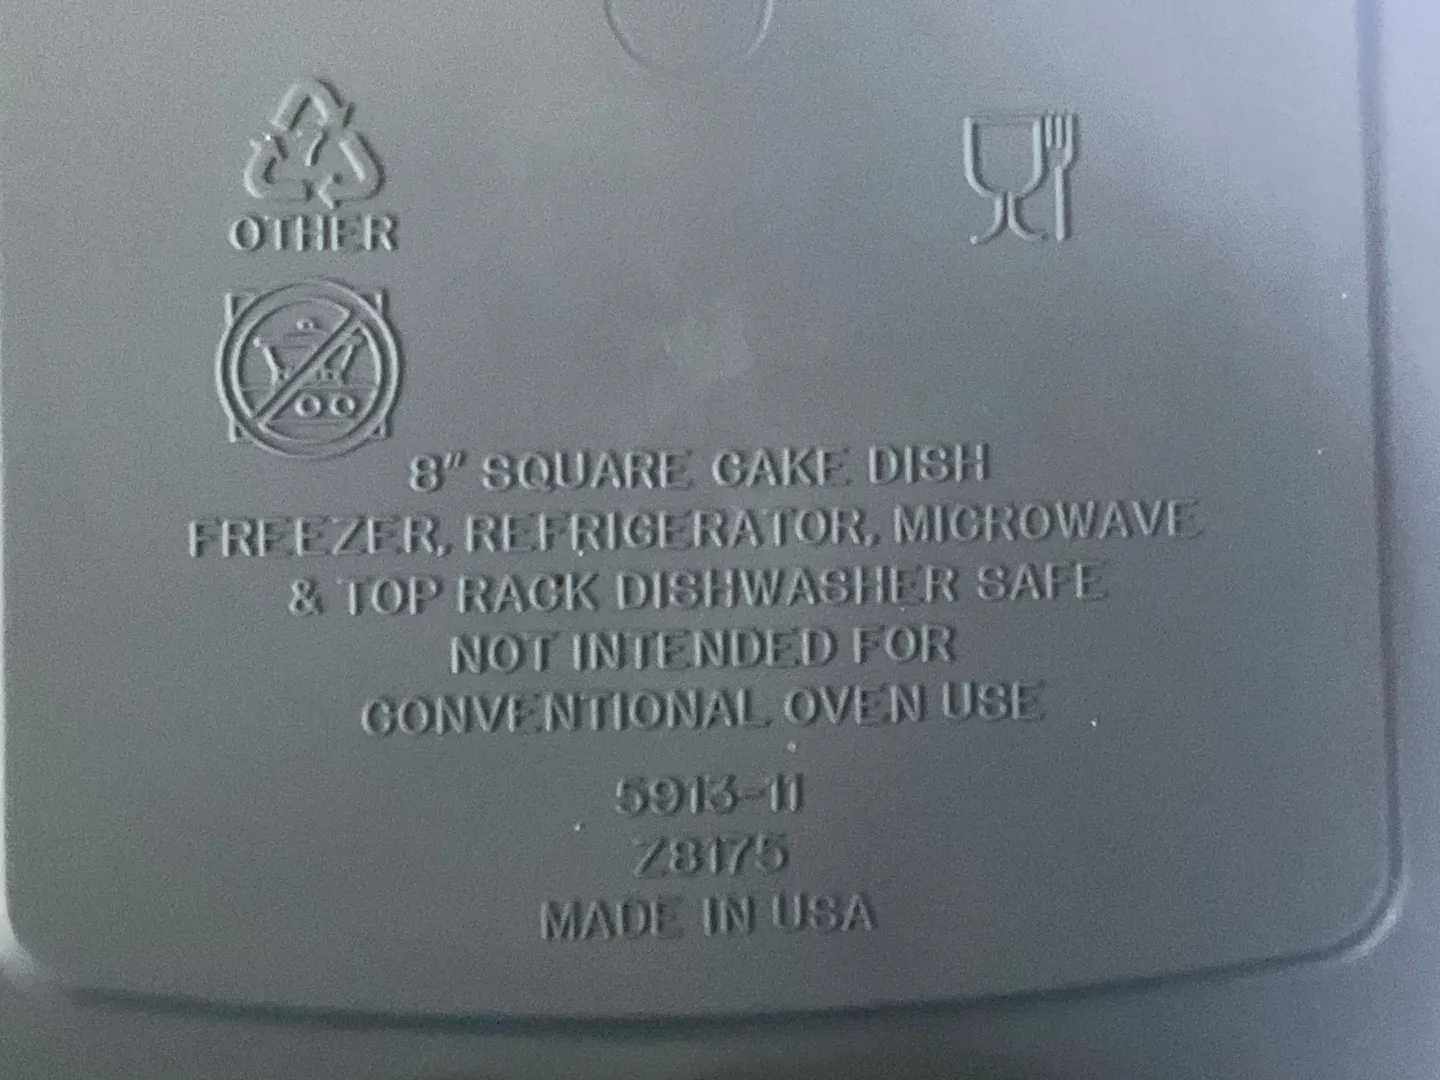 7
OTHER
8" SQUARE CAKE DISH
FREEZER, REFRIGERATOR, MICROWAVE
& TOP RACK DISHWASHER SAFE
NOT INTENDED FOR
CONVENTIONAL OVEN USE
5913-11
Z8175
MADE IN USA